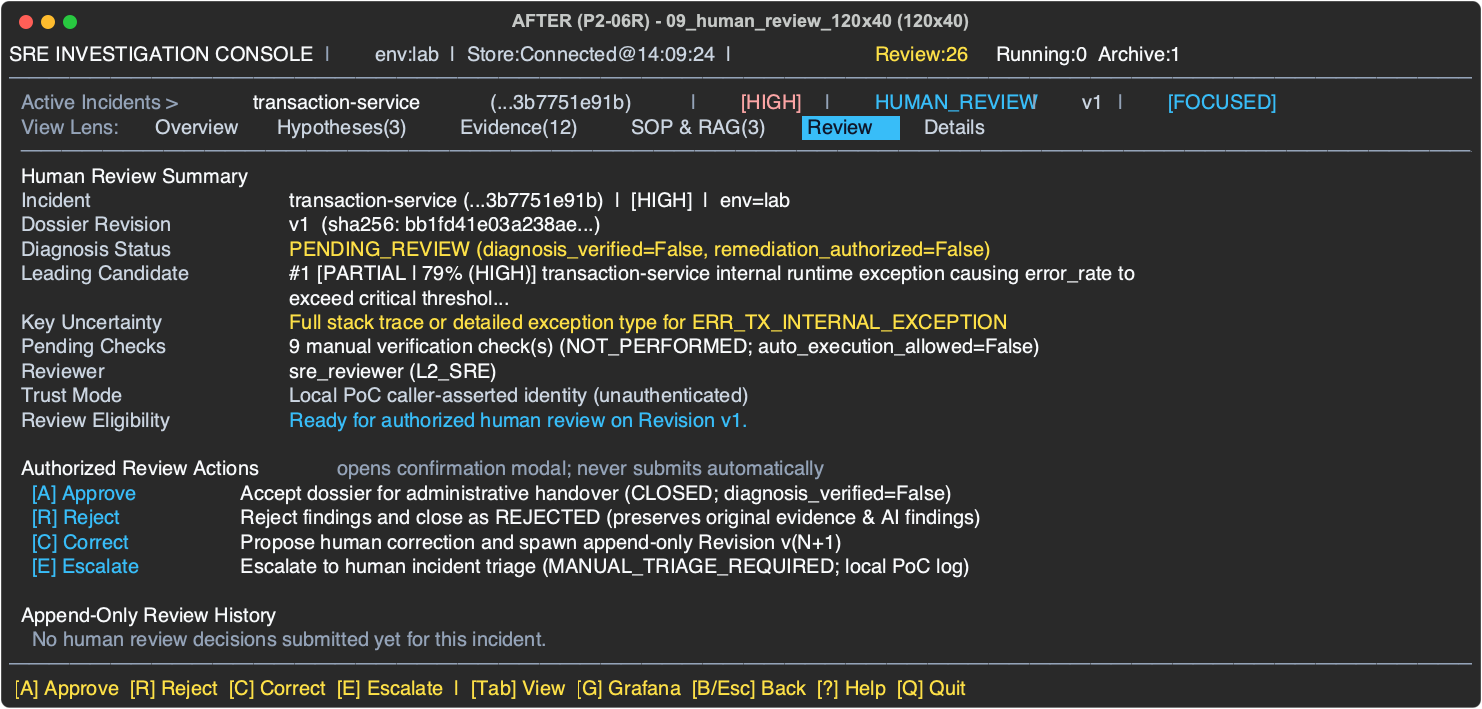 AFTER (P2-06R) - 09_human_review_120x40 (120x40)
SRE INVESTIGATION CONSOLE | env:lab | Store:Connected@14:09:24 | Review:26 Running:0 Archive:1
Active Incidents > transaction-service (...3b7751e91b) | [HIGH] | HUMAN_REVIEW v1 | [FOCUSED]
View Lens: Overview Hypotheses(3) Evidence(12) SOP & RAG(3) Review Details
Human Review Summary
Incident transaction-service (...3b7751e91b) | [HIGH] | env=lab
Dossier Revision v1 (sha256: bb1fd41e03a238ae...)
Diagnosis Status PENDING_REVIEW (diagnosis_verified=False, remediation_authorized=False)
Leading Candidate #1 [PARTIAL | 79% (HIGH)] transaction-service internal runtime exception causing error_rate to
exceed critical threshol...
Key Uncertainty Full stack trace or detailed exception type for ERR_TX_INTERNAL_EXCEPTION
Pending Checks 9 manual verification check(s) (NOT_PERFORMED; auto_execution_allowed=False)
Reviewer sre_reviewer (L2_SRE)
Trust Mode Local PoC caller-asserted identity (unauthenticated)
Review Eligibility Ready for authorized human review on Revision v1.
Authorized Review Actions opens confirmation modal; never submits automatically
[A] Approve Accept dossier for administrative handover (CLOSED; diagnosis_verified=False)
[R] Reject Reject findings and close as REJECTED (preserves original evidence & AI findings)
[C] Correct Propose human correction and spawn append-only Revision v(N+1)
[E] Escalate Escalate to human incident triage (MANUAL_TRIAGE_REQUIRED; local PoC log)
Append-Only Review History
No human review decisions submitted yet for this incident.
[A] Approve [R] Reject [C] Correct [E] Escalate | [Tab] View [G] Grafana [B/Esc] Back [?] Help [Q] Quit